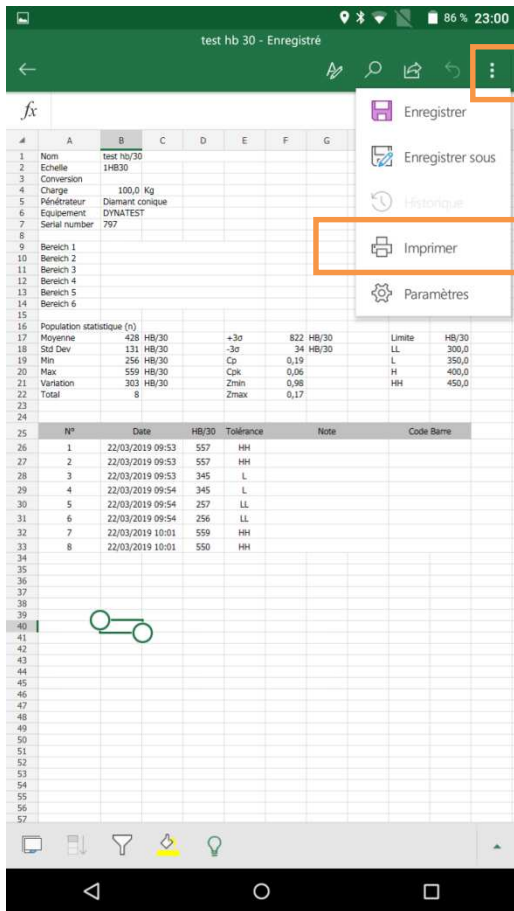 86 % 23:00
test hb 30 - Enregistré
fx
Enregistrer
Enregistrer sous
Historique
Imprimer
Paramètres
A B C D E F G
1 Nom test hb/30
2 Echelle 1HB30
3 Conversion
4 Charge 100,0 Kg
5 Pénétrateur Diamant conique
6 Equipement DYNATEST
7 Serial number 797
8
9 Bereich 1
10 Bereich 2
11 Bereich 3
12 Bereich 4
13 Bereich 5
14 Bereich 6
15
16 Population statistique (n)
17 Moyenne 428 HB/30 +3σ 822 HB/30 Limite HB/30
18 Std Dev 131 HB/30 -3σ 34 HB/30 LL 300,0
19 Min 256 HB/30 Cp 0,19 L 350,0
20 Max 559 HB/30 Cpk 0,06 H 400,0
21 Variation 303 HB/30 Zmin 0,98 HH 450,0
22 Total 8 Zmax 0,17
23
24
25 N° Date HB/30 Tolérance Note Code Barre
26 1 22/03/2019 09:53 557 HH
27 2 22/03/2019 09:53 557 HH
28 3 22/03/2019 09:53 345 L
29 4 22/03/2019 09:54 345 L
30 5 22/03/2019 09:54 257 LL
31 6 22/03/2019 09:54 256 LL
32 7 22/03/2019 10:01 559 HH
33 8 22/03/2019 10:01 550 HH
34
35
36
37
38
39
40
41
42
43
44
45
46
47
48
49
50
51
52
53
54
55
56
57